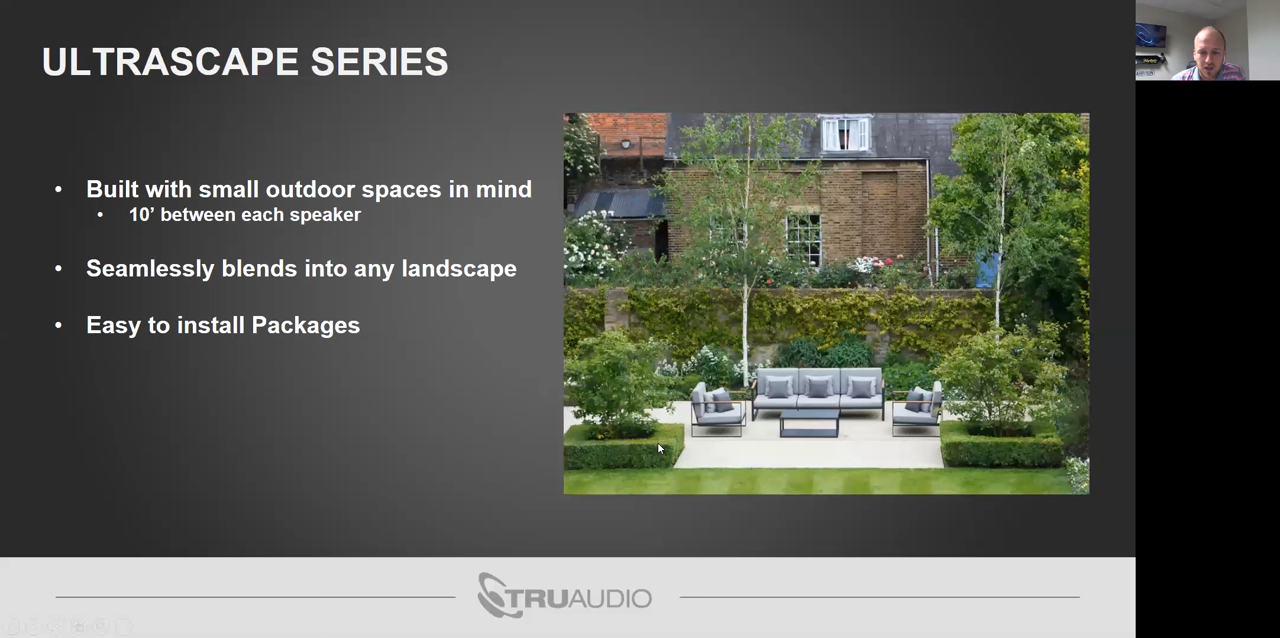 ULTRASCAPE SERIES
• Built with small outdoor spaces in mind
• 10’ between each speaker
• Seamlessly blends into any landscape
• Easy to install Packages
TRUAUDIO